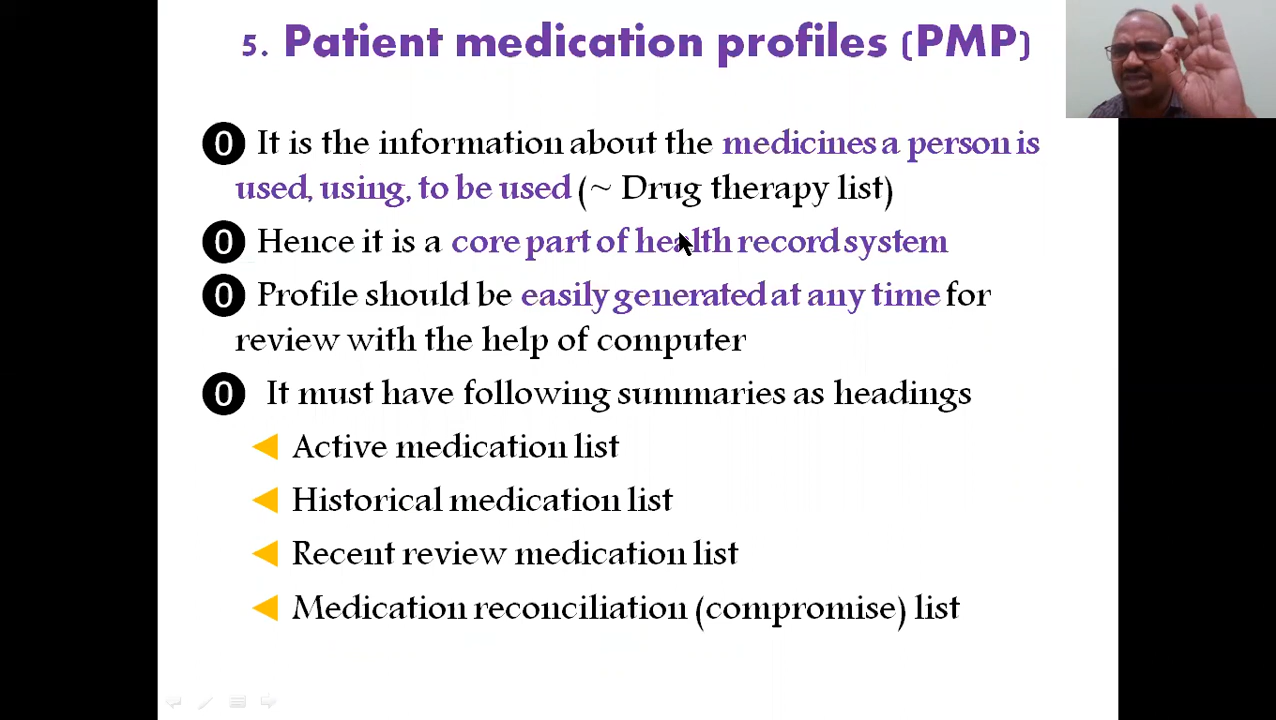 5. Patient medication profiles (PMP)
It is the information about the medicines a person is
used, using, to be used (~ Drug therapy list)
Hence it is a core part of health record system
Profile should be easily generated at any time for
review with the help of computer
It must have following summaries as headings
Active medication list
Historical medication list
Recent review medication list
Medication reconciliation (compromise) list